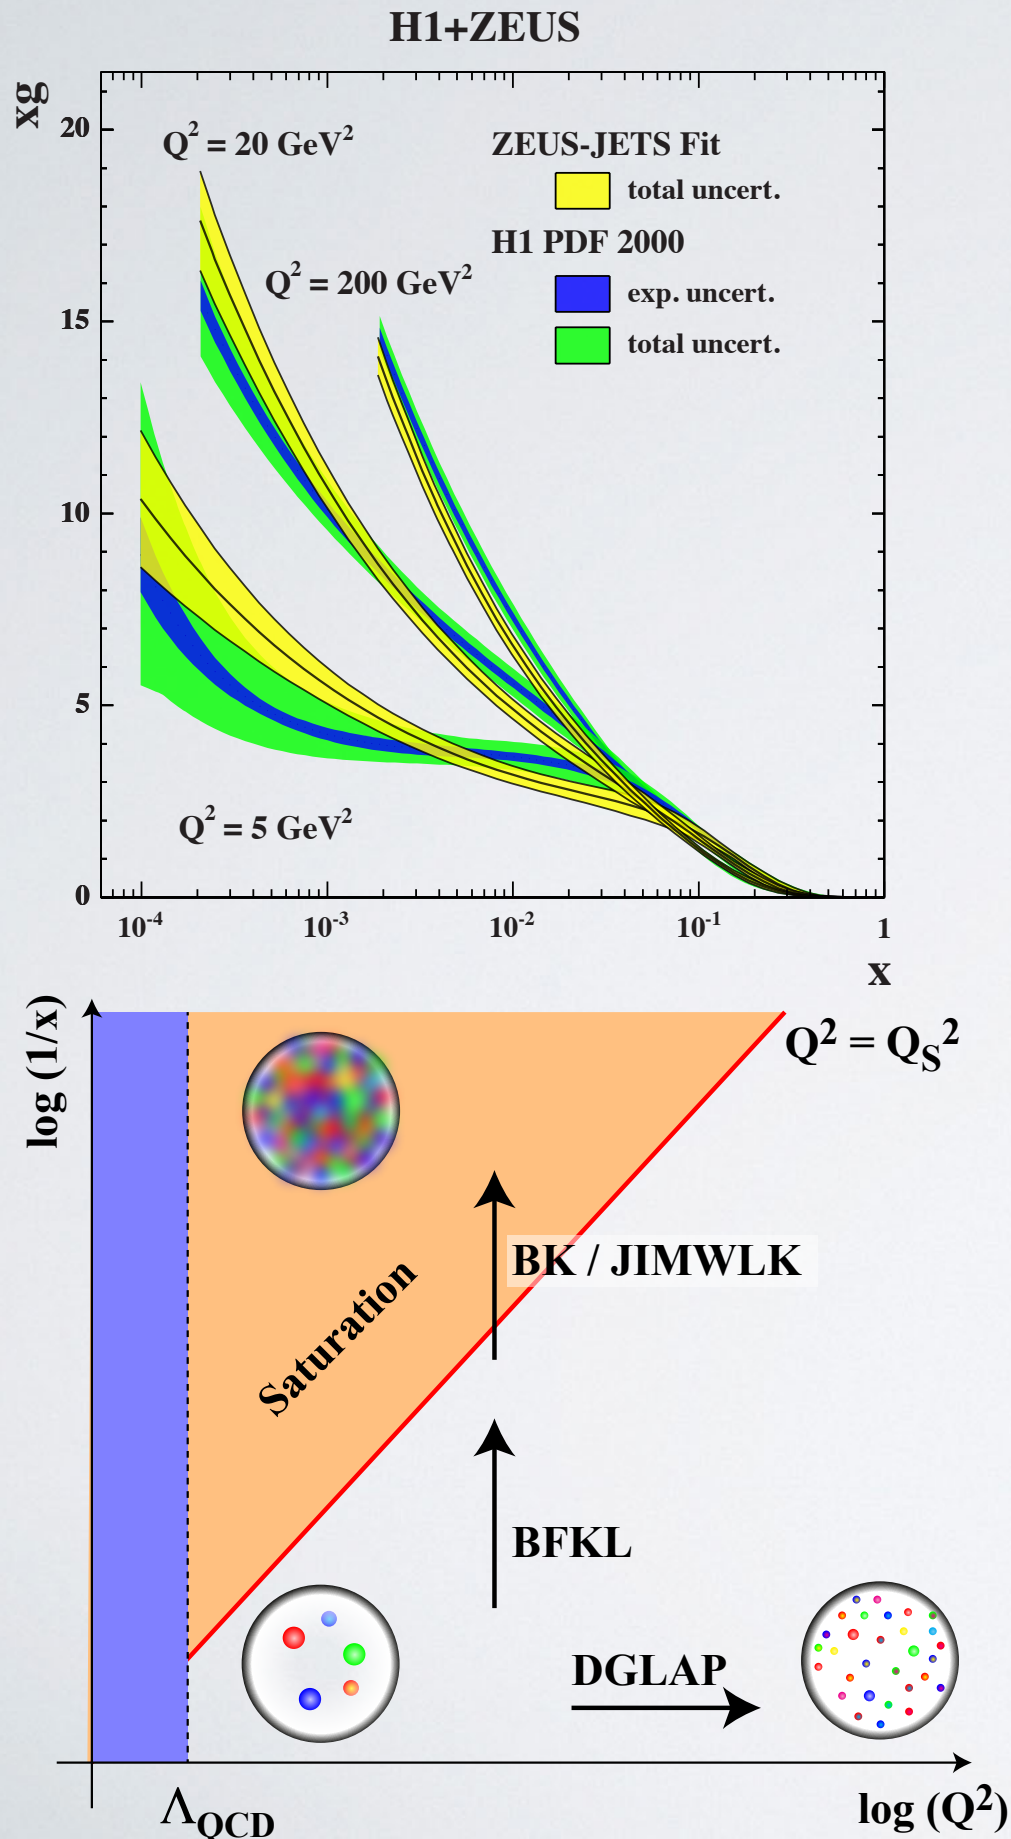 H1+ZEUS
xg
Q² = 20 GeV²
Q² = 200 GeV²
Q² = 5 GeV²
ZEUS-JETS Fit
total uncert.
H1 PDF 2000
exp. uncert.
total uncert.
20
15
10
5
0
10⁻⁴ 10⁻³ 10⁻² 10⁻¹ 1
x
log (1/x)
Q² = Q_S²
BK / JIMWLK
Saturation
BFKL
DGLAP
Λ_QCD
log (Q²)